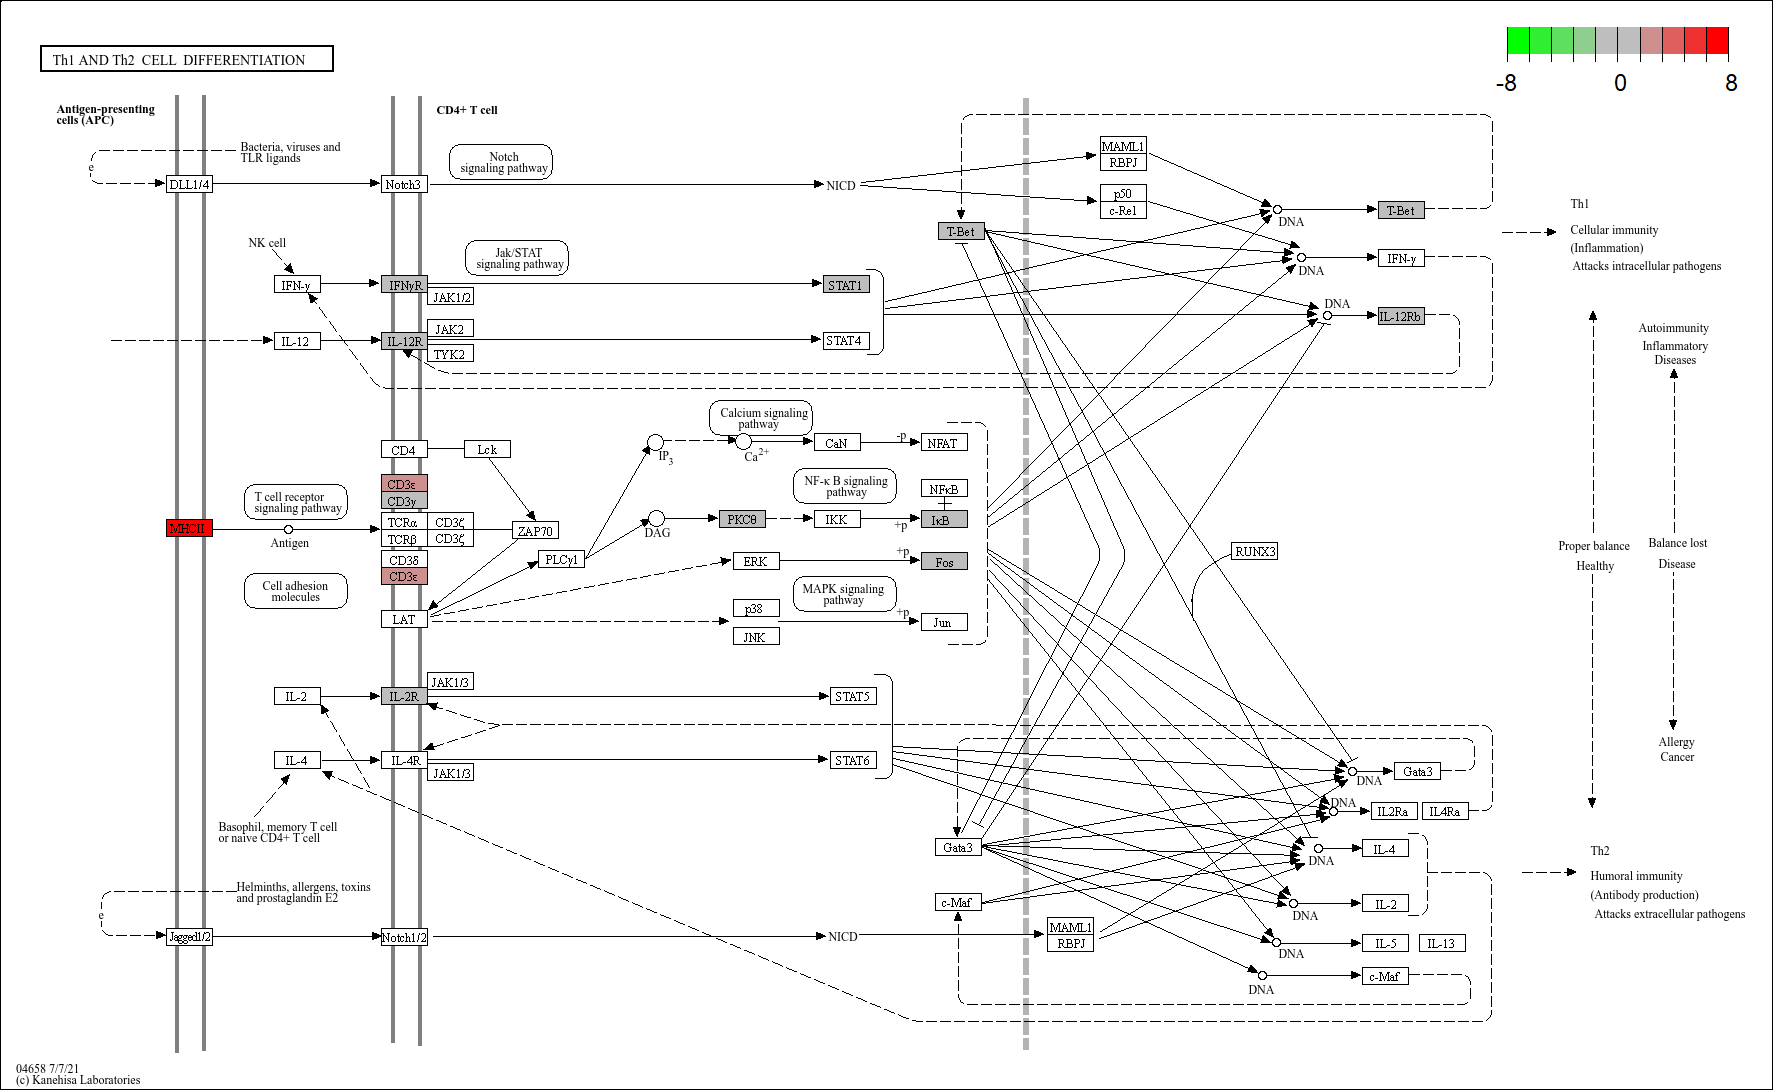 Th1 AND Th2 CELL DIFFERENTIATION
-8 0 8
Antigen-presenting
cells (APC)
CD4+ T cell
Bacteria, viruses and
TLR ligands
e
DLL1/4
Notch3
Notch
signaling pathway
NICD
MAML1
RBPJ
p50
c-Rel
DNA
T-Bet
T-Bet
Th1
Cellular immunity
(Inflammation)
Attacks intracellular pathogens
NK cell
IFN-γ
IFNγR
JAK1/2
Jak/STAT
signaling pathway
STAT1
DNA
IFN-γ
IL-12
IL-12R
JAK2
TYK2
STAT4
DNA
IL-12Rb
Autoimmunity
Inflammatory
Diseases
CD4
Lck
IP3
Calcium signaling
pathway
Ca2+
CaN
-p
NFAT
CD3ε
CD3γ
T cell receptor
signaling pathway
MHCII
Antigen
TCRα
CD3ζ
TCRβ
CD3ζ
CD3δ
CD3ε
ZAP70
PLCγ1
DAG
PKCθ
NF-κ B signaling
pathway
IKK
+p
NFκB
IκB
ERK
+p
Fos
Cell adhesion
molecules
LAT
p38
JNK
MAPK signaling
pathway
+p
Jun
RUNX3
Proper balance
Healthy
Balance lost
Disease
IL-2
IL-2R
JAK1/3
STAT5
IL-4
IL-4R
JAK1/3
STAT6
Allergy
Cancer
DNA
Gata3
DNA
IL2Ra
IL4Ra
Basophil, memory T cell
or naive CD4+ T cell
Gata3
DNA
IL-4
Th2
Humoral immunity
(Antibody production)
Attacks extracellular pathogens
Helminths, allergens, toxins
and prostaglandin E2
e
Jagged1/2
Notch1/2
NICD
c-Maf
MAML1
RBPJ
DNA
IL-2
DNA
IL-5
IL-13
DNA
c-Maf
04658 7/7/21
(c) Kanehisa Laboratories